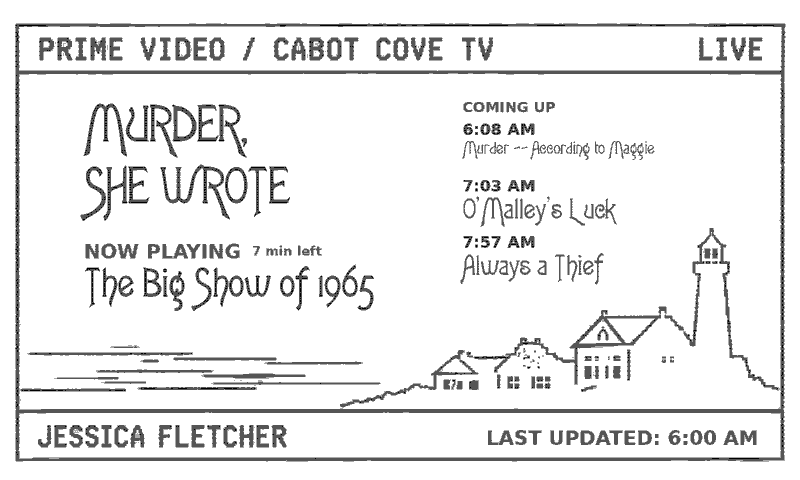 PRIME VIDEO / CABOT COVE TV
LIVE
MURDER,
SHE WROTE
NOW PLAYING 7 min left
The Big Show of 1965
COMING UP
6:08 AM
Murder -- According to Maggie
7:03 AM
O'Malley's Luck
7:57 AM
Always a Thief
JESSICA FLETCHER
LAST UPDATED: 6:00 AM